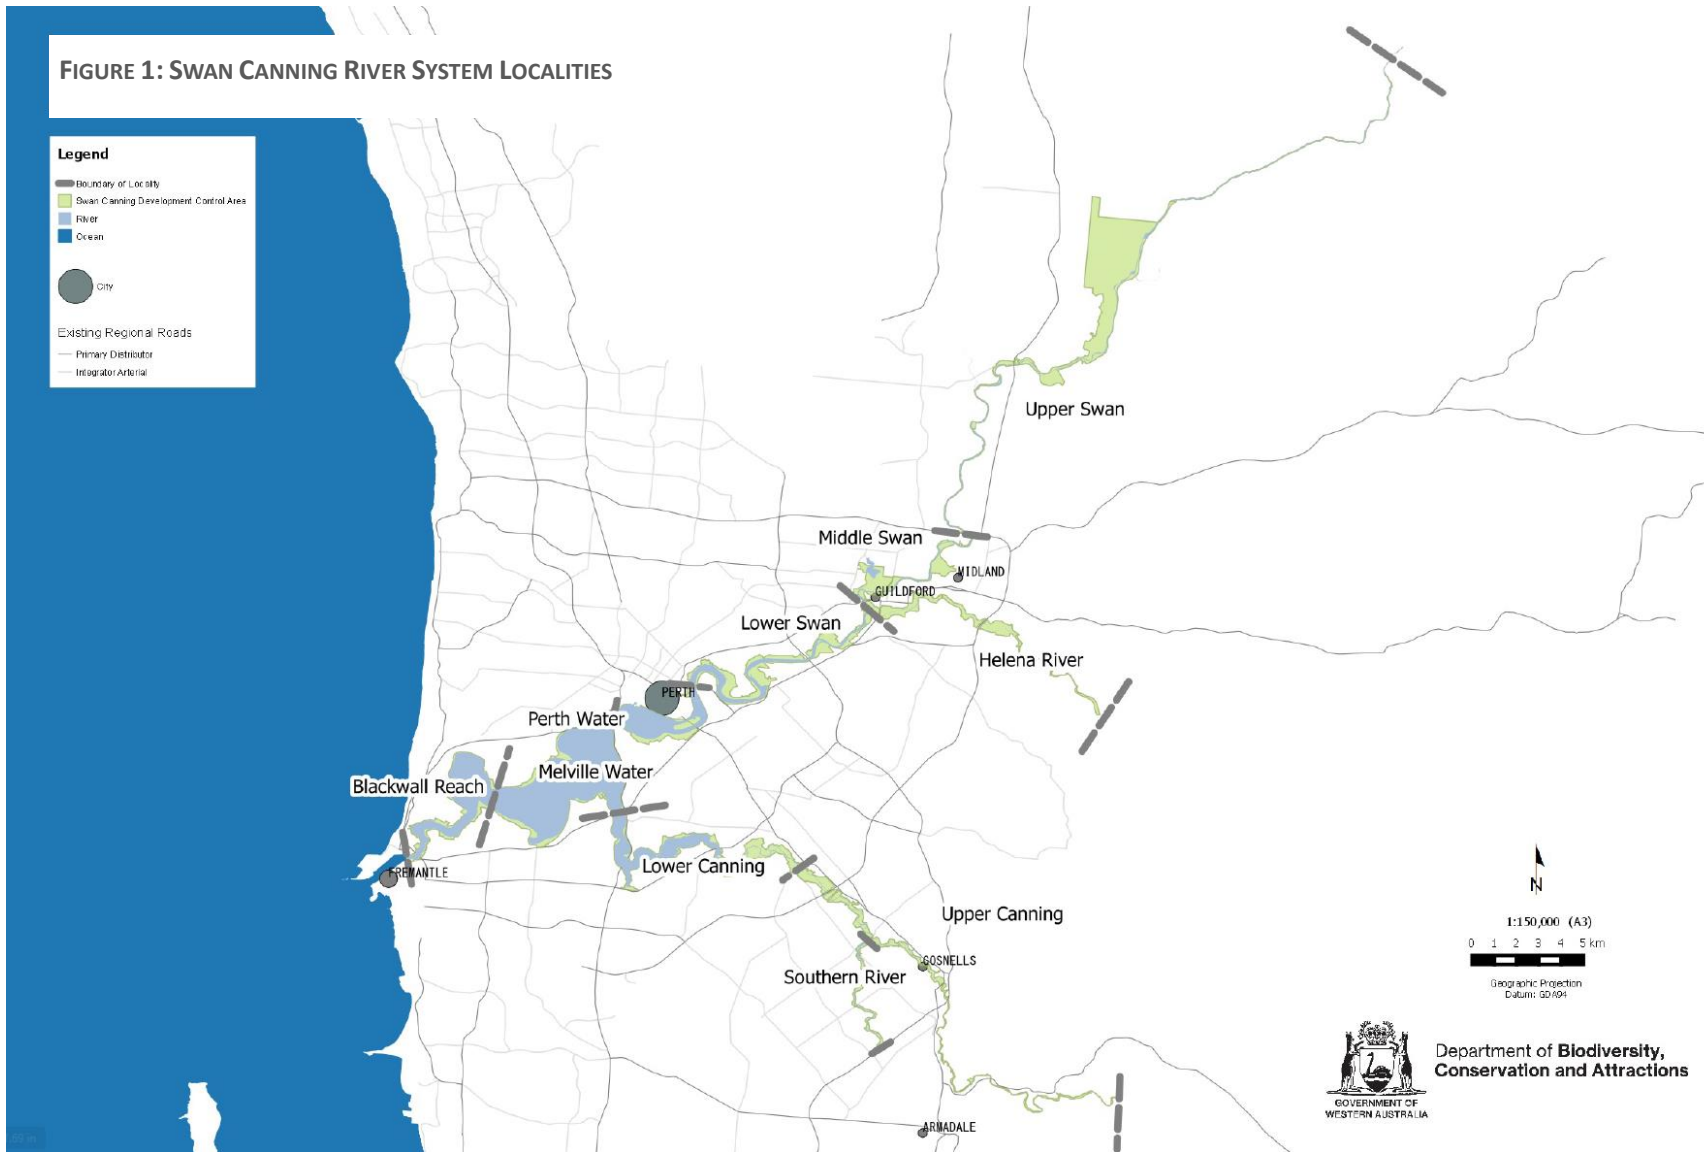 FIGURE 1: SWAN CANNING RIVER SYSTEM LOCALITIES
Legend
Boundary of Locality
Swan Canning Development Control Area
River
Ocean
City
Existing Regional Roads
Primary Distributor
Integrator Arterial
Upper Swan
Middle Swan
MIDLAND
GUILDFORD
Lower Swan
Helena River
PERTH
Perth Water
Melville Water
Blackwall Reach
FREMANTLE
Lower Canning
Upper Canning
GOSNELLS
Southern River
ARMADALE
N
1:150,000 (A3)
0 1 2 3 4 5 km
Geographic Projection
Datum: GDA94
Department of Biodiversity,
Conservation and Attractions
GOVERNMENT OF
WESTERN AUSTRALIA